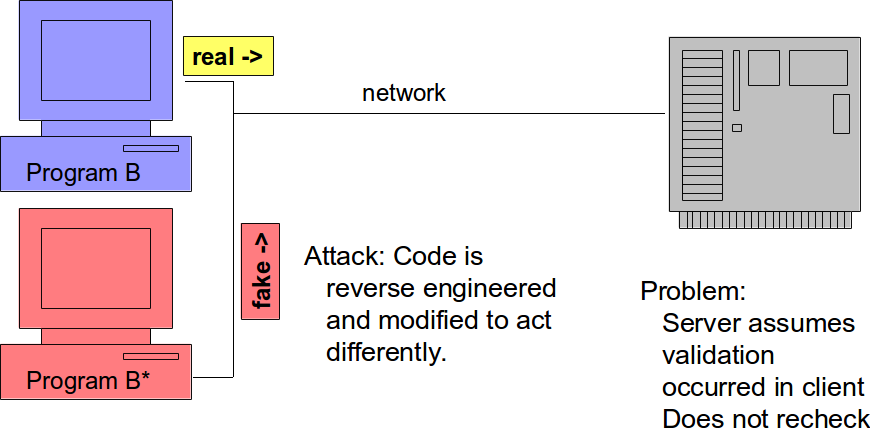 real ->
network
Program B
fake ->
Attack: Code is
reverse engineered
and modified to act
differently.
Problem:
Server assumes
validation
occurred in client
Does not recheck
Program B*